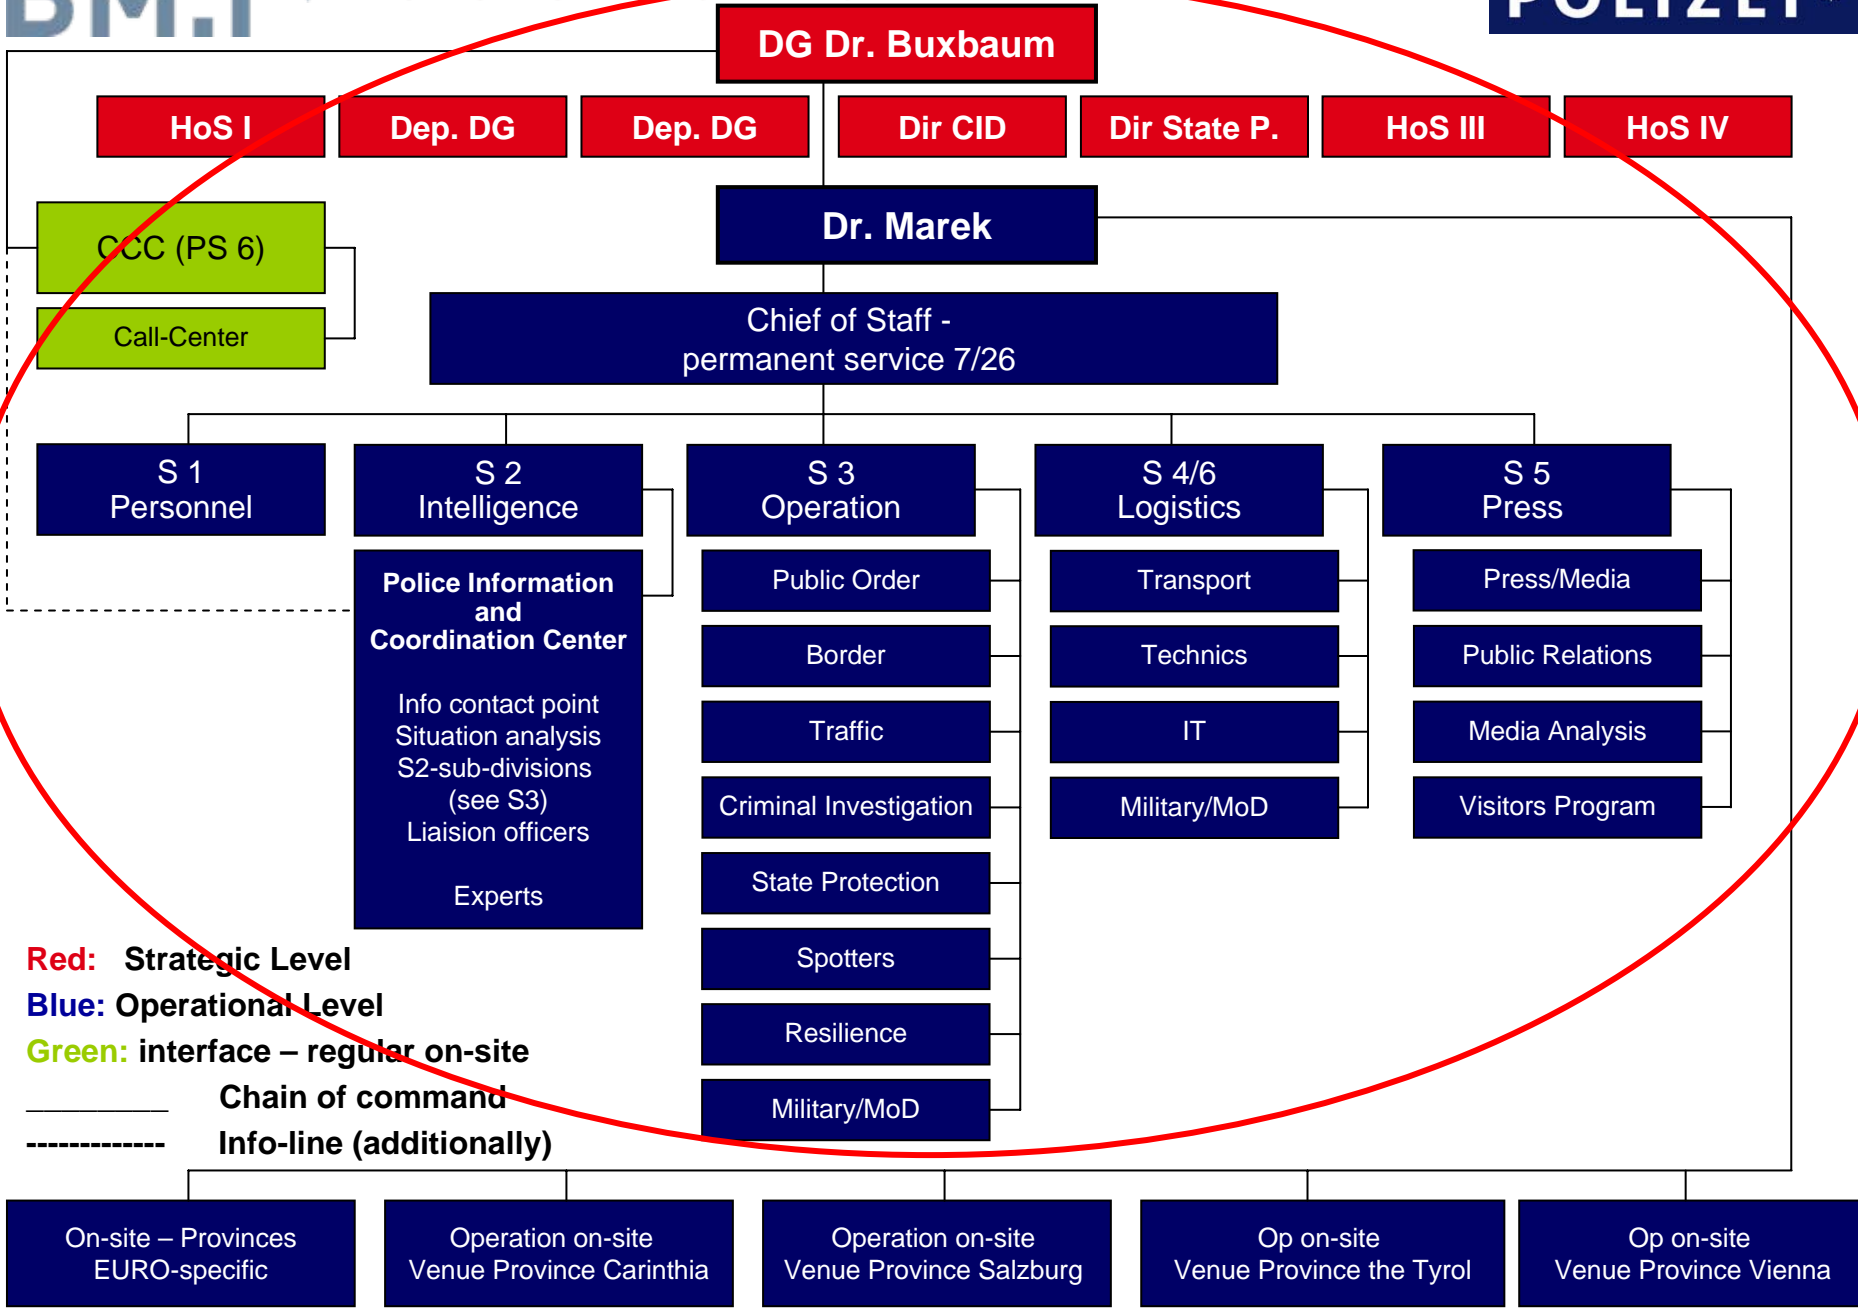 BM.I
POLIZEI*
DG Dr. Buxbaum
HoS I
Dep. DG
Dep. DG
Dir CID
Dir State P.
HoS III
HoS IV
CCC (PS 6)
Call-Center
Dr. Marek
Chief of Staff -
permanent service 7/26
S 1
Personnel
S 2
Intelligence
S 3
Operation
S 4/6
Logistics
S 5
Press
Police Information
and
Coordination Center
Info contact point
Situation analysis
S2-sub-divisions
(see S3)
Liaision officers
Experts
Public Order
Border
Traffic
Criminal Investigation
State Protection
Spotters
Resilience
Military/MoD
Transport
Technics
IT
Military/MoD
Press/Media
Public Relations
Media Analysis
Visitors Program
Red: Strategic Level
Blue: Operational Level
Green: interface – regular on-site
________ Chain of command
------------- Info-line (additionally)
On-site – Provinces
EURO-specific
Operation on-site
Venue Province Carinthia
Operation on-site
Venue Province Salzburg
Op on-site
Venue Province the Tyrol
Op on-site
Venue Province Vienna